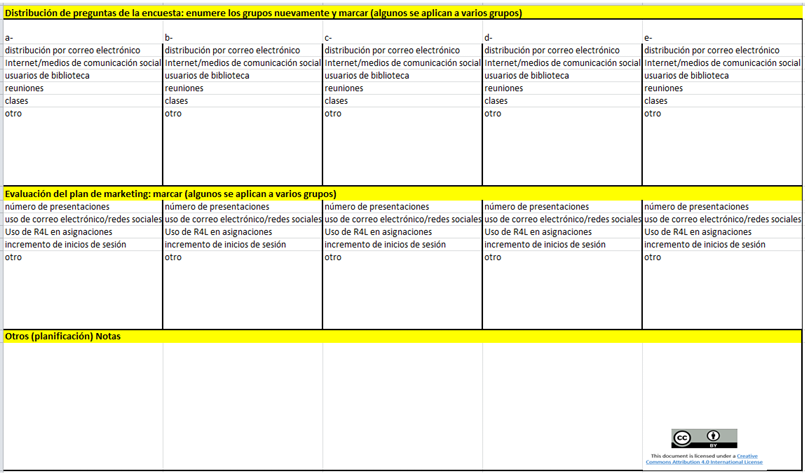 Distribución de preguntas de la encuesta: enumere los grupos nuevamente y marcar (algunos se aplican a varios grupos)
a- b- c- d- e-
distribución por correo electrónico distribución por correo electrónico distribución por correo electrónico distribución por correo electrónico distribución por correo electrónico
Internet/medios de comunicación social Internet/medios de comunicación social Internet/medios de comunicación social Internet/medios de comunicación social Internet/medios de comunicación social
usuarios de biblioteca usuarios de biblioteca usuarios de biblioteca usuarios de biblioteca usuarios de biblioteca
reuniones reuniones reuniones reuniones reuniones
clases clases clases clases clases
otro otro otro otro otro
Evaluación del plan de marketing: marcar (algunos se aplican a varios grupos)
número de presentaciones número de presentaciones número de presentaciones número de presentaciones número de presentaciones
uso de correo electrónico/redes sociales uso de correo electrónico/redes sociales uso de correo electrónico/redes sociales uso de correo electrónico/redes sociales uso de correo electrónico/redes sociales
Uso de R4L en asignaciones Uso de R4L en asignaciones Uso de R4L en asignaciones Uso de R4L en asignaciones Uso de R4L en asignaciones
incremento de inicios de sesión incremento de inicios de sesión incremento de inicios de sesión incremento de inicios de sesión incremento de inicios de sesión
otro otro otro otro otro
Otros (planificación) Notas
cc
BY
This document is licensed under a Creative
Commons Attribution 4.0 International License